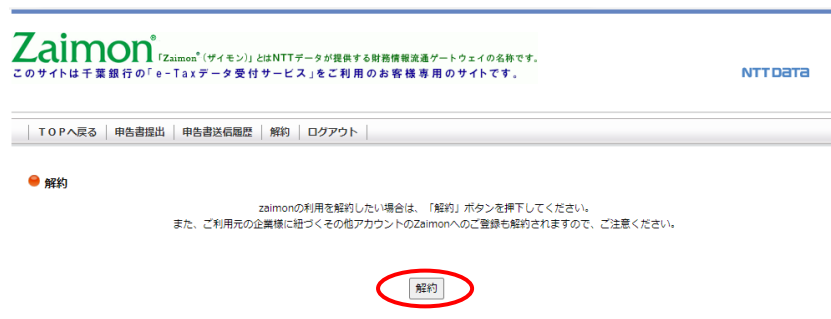 Zaimon®「Zaimon®(ザイモン)」とはNTTデータが提供する財務情報流通ゲートウェイの名称です。
このサイトは千葉銀行の「e-Taxデータ受付サービス」をご利用のお客様専用のサイトです。
NTT DATA
｜TOPへ戻る｜申告書提出｜申告書送信履歴｜解約｜ログアウト｜
解約
zaimonの利用を解約したい場合は、「解約」ボタンを押下してください。
また、ご利用元の企業様に紐づくその他アカウントのZaimonへのご登録も解約されますので、ご注意ください。
解約